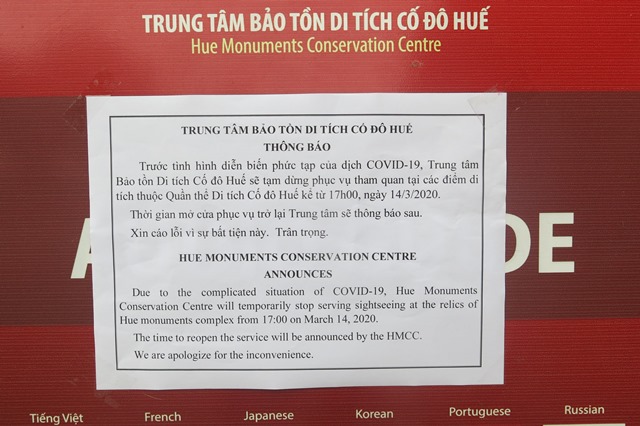 TRUNG TÂM BẢO TỒN DI TÍCH CỐ ĐÔ HUẾ
Hue Monuments Conservation Centre
TRUNG TÂM BẢO TỒN DI TÍCH CỐ ĐÔ HUẾ
THÔNG BÁO
Trước tình hình diễn biến phức tạp của dịch COVID-19, Trung tâm
Bảo tồn Di tích Cố đô Huế sẽ tạm dừng phục vụ tham quan tại các điểm di
tích thuộc Quần thể Di tích Cố đô Huế kể từ 17h00, ngày 14/3/2020.
Thời gian mở cửa phục vụ trở lại Trung tâm sẽ thông báo sau.
Xin cáo lỗi vì sự bất tiện này. Trân trọng.
HUE MONUMENTS CONSERVATION CENTRE
ANNOUNCES
Due to the complicated situation of COVID-19, Hue Monuments
Conservation Centre will temporarily stop serving sightseeing at the relics of
Hue monuments complex from 17:00 on March 14, 2020.
The time to reopen the service will be announced by the HMCC.
We are apologize for the inconvenience.
DE
Tiếng Việt French Japanese Korean Portuguese Russian